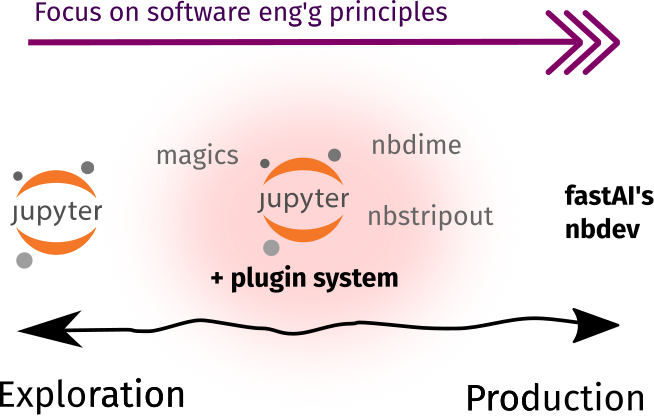 Focus on software eng'g principles
magics
nbdime
jupyter
jupyter
nbstripout
fastAI's
nbdev
+ plugin system
Exploration
Production